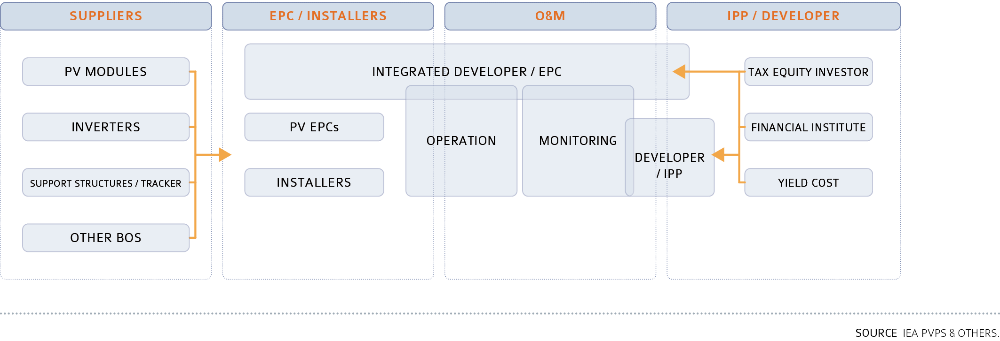 SUPPLIERS
EPC / INSTALLERS
O&M
IPP / DEVELOPER
PV MODULES
INVERTERS
SUPPORT STRUCTURES / TRACKER
OTHER BOS
INTEGRATED DEVELOPER / EPC
PV EPCs
INSTALLERS
OPERATION
MONITORING
DEVELOPER
/ IPP
TAX EQUITY INVESTOR
FINANCIAL INSTITUTE
YIELD COST
SOURCE IEA PVPS & OTHERS.